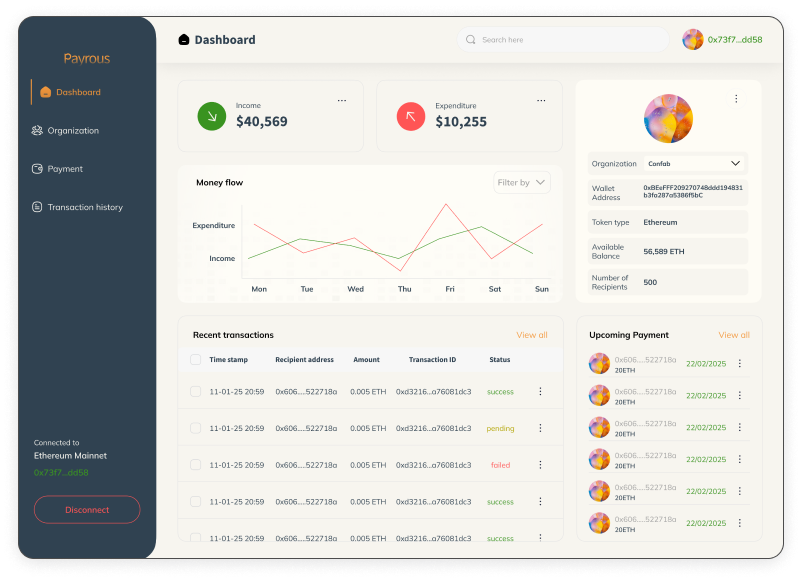 Payrous
Dashboard
Organization
Payment
Transaction history
Connected to
Ethereum Mainnet
0x73f7...dd58
Disconnect
Dashboard
Search here
0x73f7...dd58
Income
$40,569
Expenditure
$10,255
Money flow
Filter by
Expenditure
Income
Mon Tue Wed Thu Fri Sat Sun
Organization Confab
Wallet Address 0xBEeFFF209270748ddd194831
b3fa287a5386f5bC
Token type Ethereum
Available Balance 56,589 ETH
Number of Recipients 500
Recent transactions View all
Time stamp Recipient address Amount Transaction ID Status
11-01-25 20:59 0x606....522718a 0.005 ETH 0xd3216...a76081dc3 success
11-01-25 20:59 0x606....522718a 0.005 ETH 0xd3216...a76081dc3 pending
11-01-25 20:59 0x606....522718a 0.005 ETH 0xd3216...a76081dc3 failed
11-01-25 20:59 0x606....522718a 0.005 ETH 0xd3216...a76081dc3 success
11-01-25 20:59 0x606....522718a 0.005 ETH 0xd3216...a76081dc3 success
Upcoming Payment View all
0x606....522718a 22/02/2025
20ETH
0x606....522718a 22/02/2025
20ETH
0x606....522718a 22/02/2025
20ETH
0x606....522718a 22/02/2025
20ETH
0x606....522718a 22/02/2025
20ETH
0x606....522718a 22/02/2025
20ETH